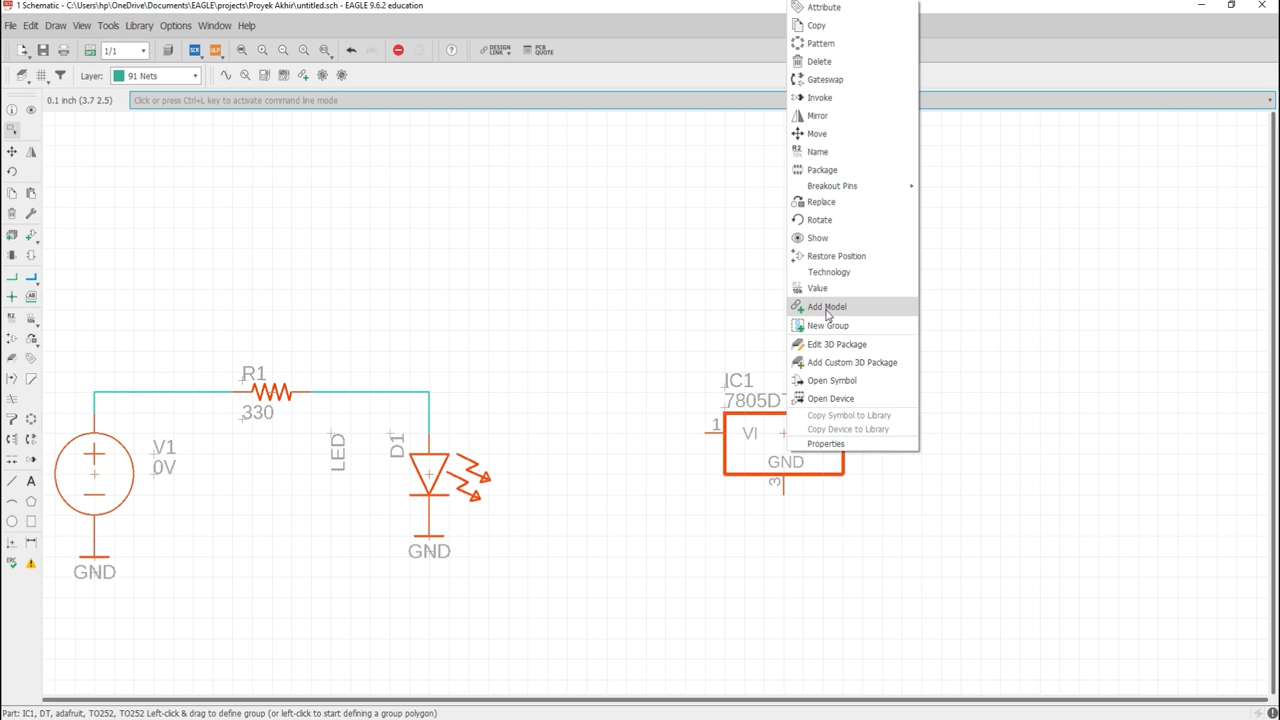 1 Schematic - C:\Users\hp\OneDrive\Documents\EAGLE\projects\Proyek Akhir\untitled.sch - EAGLE 9.6.2 education
File Edit Draw View Tools Library Options Window Help
1/1
SCR
ULP
DESIGN LINK
PCB QUOTE
Layer: 91 Nets
0.1 inch (3.7 2.5)
Click or press Ctrl+L key to activate command line mode
Attribute
Copy
Pattern
Delete
Gateswap
Invoke
Mirror
Move
Name
Package
Breakout Pins
Replace
Rotate
Show
Restore Position
Technology
Value
Add Model
New Group
Edit 3D Package
Add Custom 3D Package
Open Symbol
Open Device
Copy Symbol to Library
Copy Device to Library
Properties
R1
330
V1
0V
GND
LED
D1
GND
IC1
7805D
1
VI
GND
3
Part: IC1, DT, adafruit, TO252, TO252 Left-click & drag to define group (or left-click to start defining a group polygon)